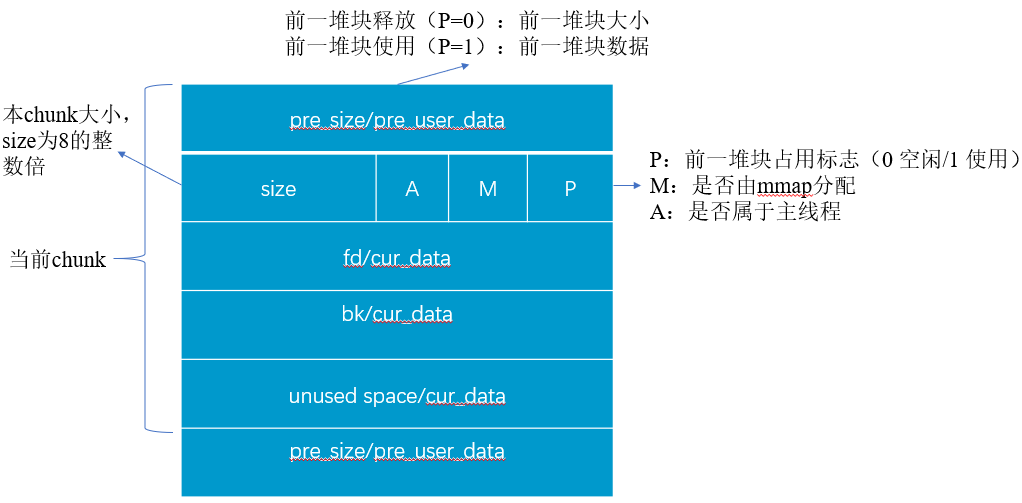 前一堆块释放（P=0）：前一堆块大小
前一堆块使用（P=1）：前一堆块数据
本chunk大小，
size为8的整
数倍
pre_size/pre_user_data
size
A
M
P
P：前一堆块占用标志（0 空闲/1 使用）
M：是否由mmap分配
A：是否属于主线程
当前chunk
fd/cur_data
bk/cur_data
unused space/cur_data
pre_size/pre_user_data